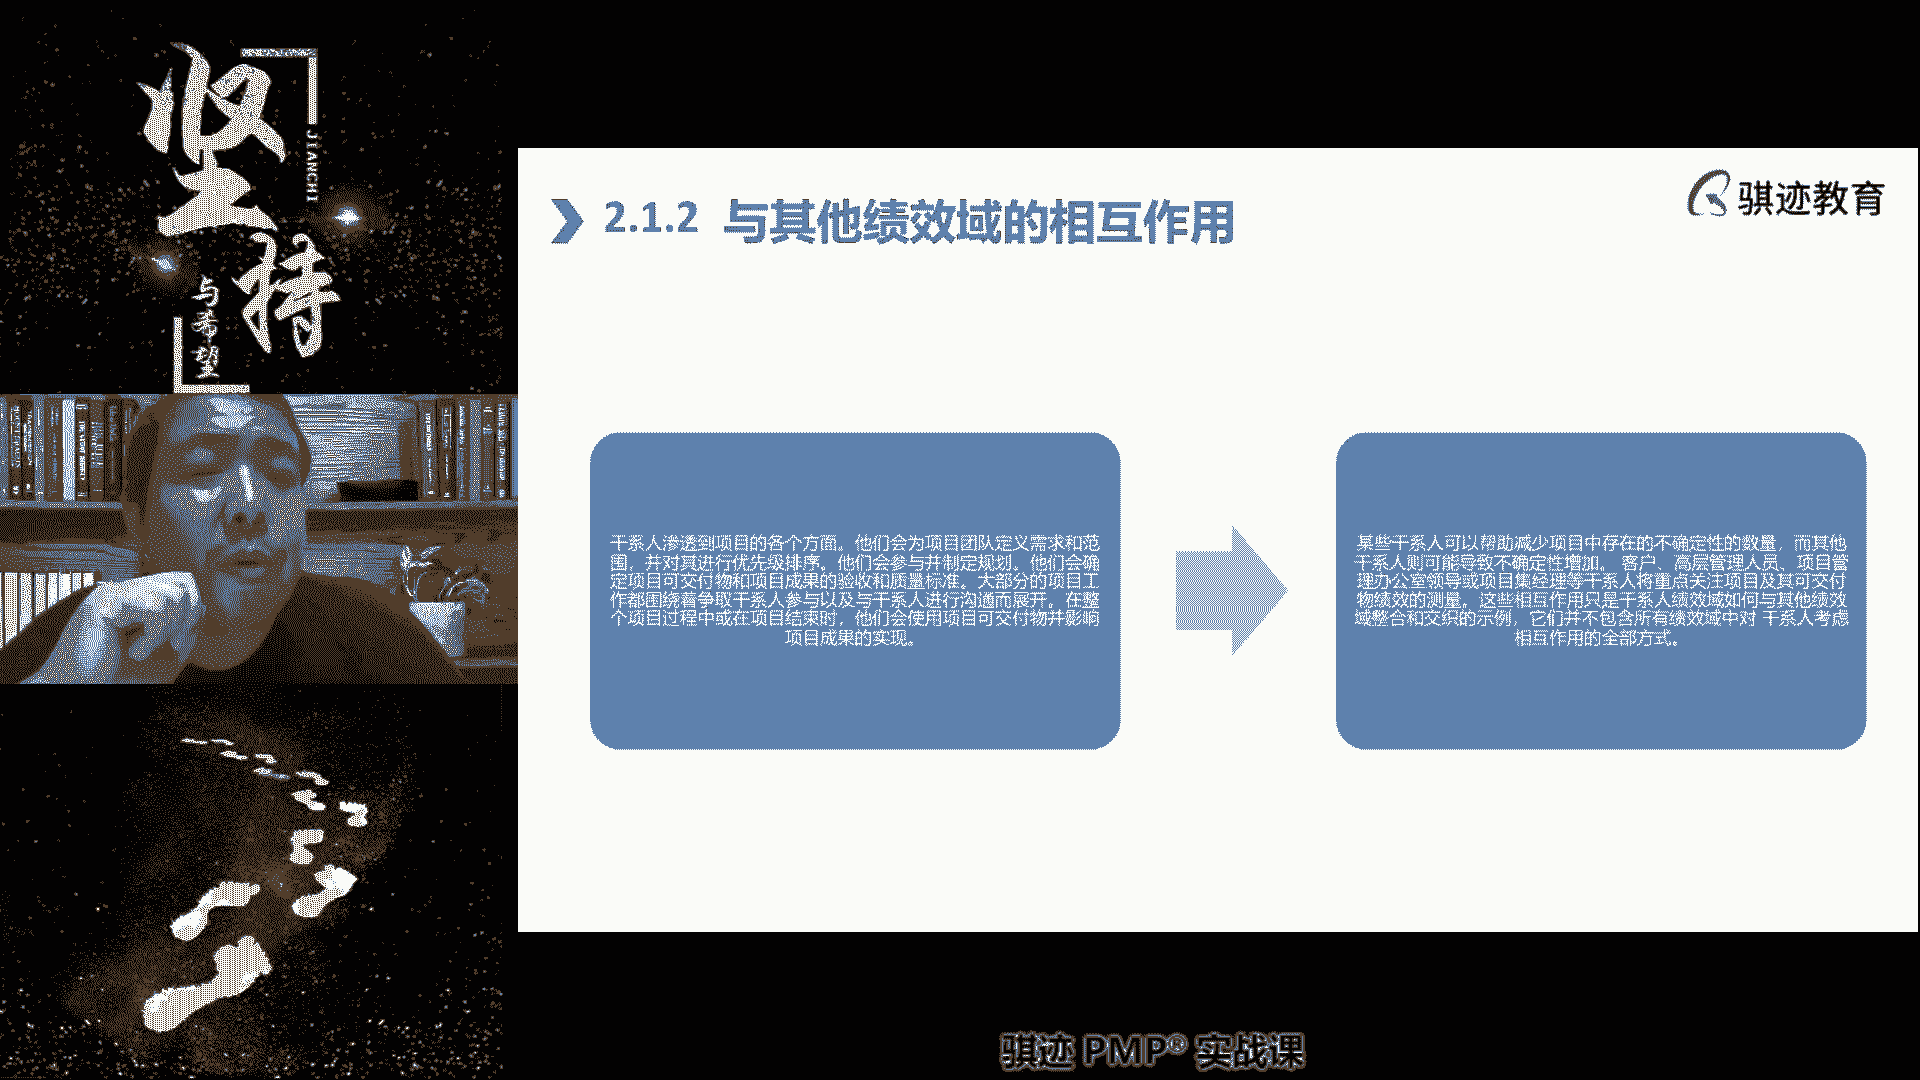 坚持
JIANCHI
与希望
2.1.2 与其他绩效域的相互作用
骐迹教育
干系人渗透到项目的各个方面。他们会为项目团队定义需求和范
围，并对其进行优先级排序。他们会参与并制定规划。他们会确
定项目可交付物和项目成果的验收和质量标准。大部分的项目工
作都围绕着争取干系人参与以及与干系人进行沟通而展开。在整
个项目过程中或在项目结束时，他们会使用项目可交付物并影响
项目成果的实现。
某些干系人可以帮助减少项目中存在的不确定性的数量，而其他
干系人则可能导致不确定性增加。 客户、高层管理人员、项目管
理办公室领导或项目集经理等干系人将重点关注项目及其可交付
物绩效的测量。这些相互作用只是干系人绩效域如何与其他绩效
域整合和交织的示例，它们并不包含所有绩效域中对 干系人考虑
相互作用的全部方式。
骐迹 PMP® 实战课